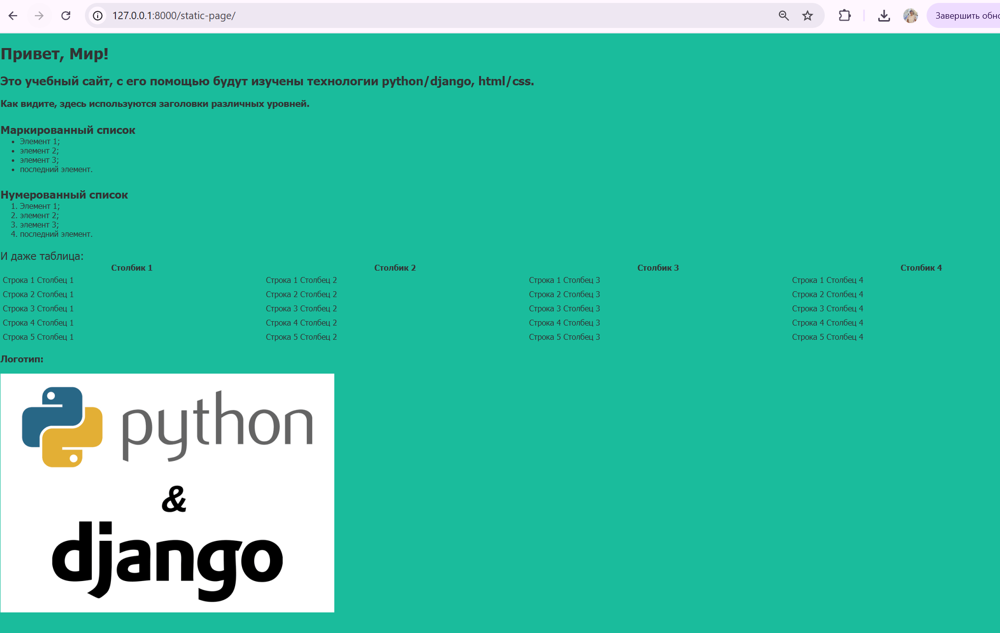 127.0.0.1:8000/static-page/
Завершить обно
Привет, Мир!
Это учебный сайт, с его помощью будут изучены технологии python/django, html/css.
Как видите, здесь используются заголовки различных уровней.
Маркированный список
• Элемент 1;
• элемент 2;
• элемент 3;
• последний элемент.
Нумерованный список
1. Элемент 1;
2. элемент 2;
3. элемент 3;
4. последний элемент.
И даже таблица:
Столбик 1 Столбик 2 Столбик 3 Столбик 4
Строка 1 Столбец 1 Строка 1 Столбец 2 Строка 1 Столбец 3 Строка 1 Столбец 4
Строка 2 Столбец 1 Строка 2 Столбец 2 Строка 2 Столбец 3 Строка 2 Столбец 4
Строка 3 Столбец 1 Строка 3 Столбец 2 Строка 3 Столбец 3 Строка 3 Столбец 4
Строка 4 Столбец 1 Строка 4 Столбец 2 Строка 4 Столбец 3 Строка 4 Столбец 4
Строка 5 Столбец 1 Строка 5 Столбец 2 Строка 5 Столбец 3 Строка 5 Столбец 4
Логотип:
python
&
django